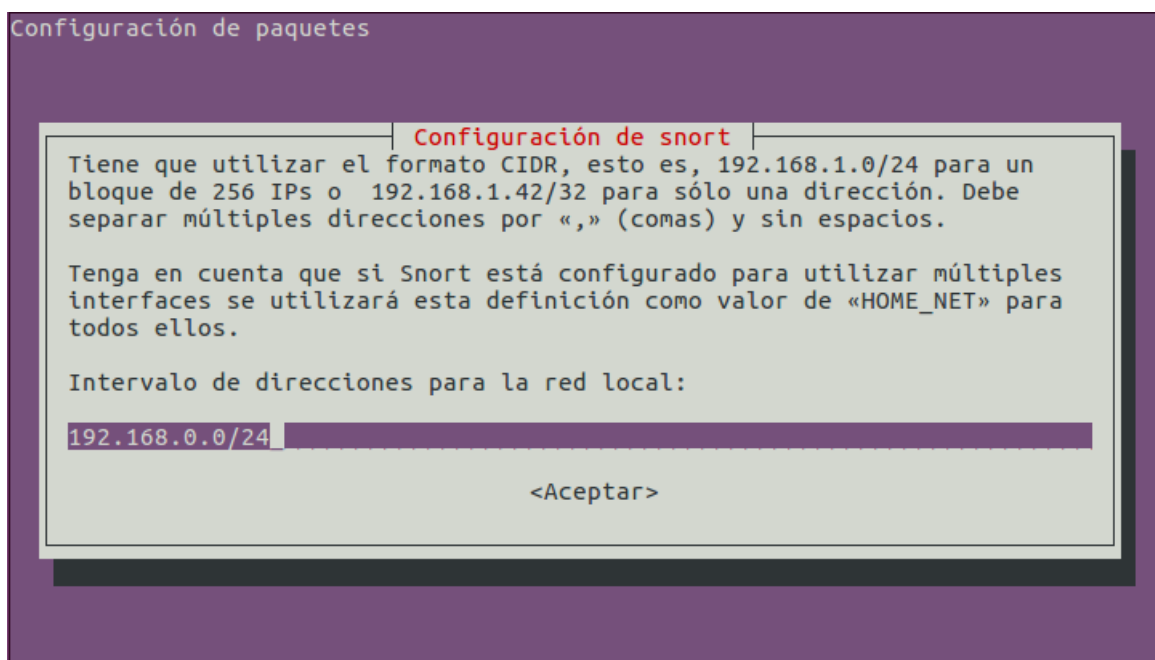 Configuración de paquetes
Configuración de snort
Tiene que utilizar el formato CIDR, esto es, 192.168.1.0/24 para un
bloque de 256 IPs o  192.168.1.42/32 para sólo una dirección. Debe
separar múltiples direcciones por «,» (comas) y sin espacios.
Tenga en cuenta que si Snort está configurado para utilizar múltiples
interfaces se utilizará esta definición como valor de «HOME_NET» para
todos ellos.
Intervalo de direcciones para la red local:
192.168.0.0/24
<Aceptar>